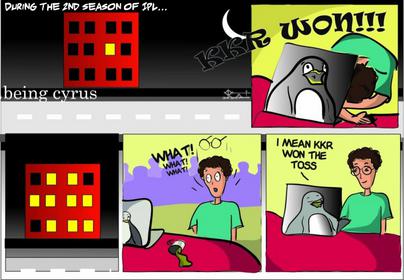 DURING THE 2ND SEASON OF IPL...
being cyrus
KKR WON!!!
WHAT!
WHAT!
WHAT!
I MEAN KKR
WON THE
TOSS